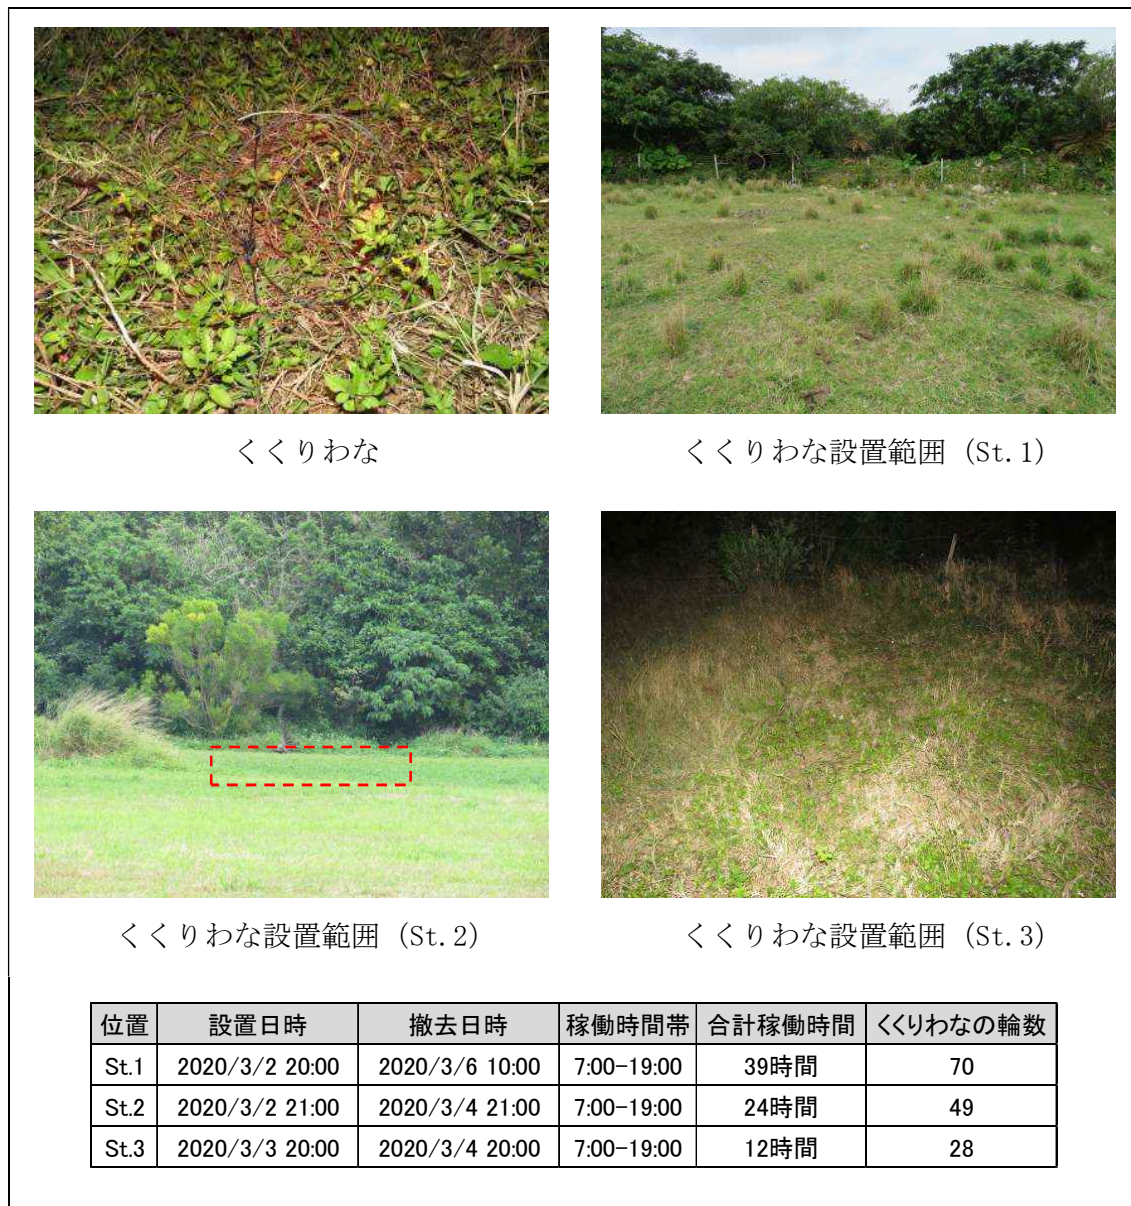 くくりわな
くくりわな設置範囲 (St.1)
くくりわな設置範囲 (St.2)
くくりわな設置範囲 (St.3)
位置 設置日時 撤去日時 稼働時間帯 合計稼働時間 くくりわなの輪数
St.1 2020/3/2 20:00 2020/3/6 10:00 7:00-19:00 39時間 70
St.2 2020/3/2 21:00 2020/3/4 21:00 7:00-19:00 24時間 49
St.3 2020/3/3 20:00 2020/3/4 20:00 7:00-19:00 12時間 28